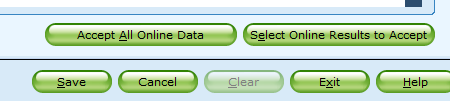 Accept All Online Data Select Online Results to Accept
Save Cancel Clear Exit Help